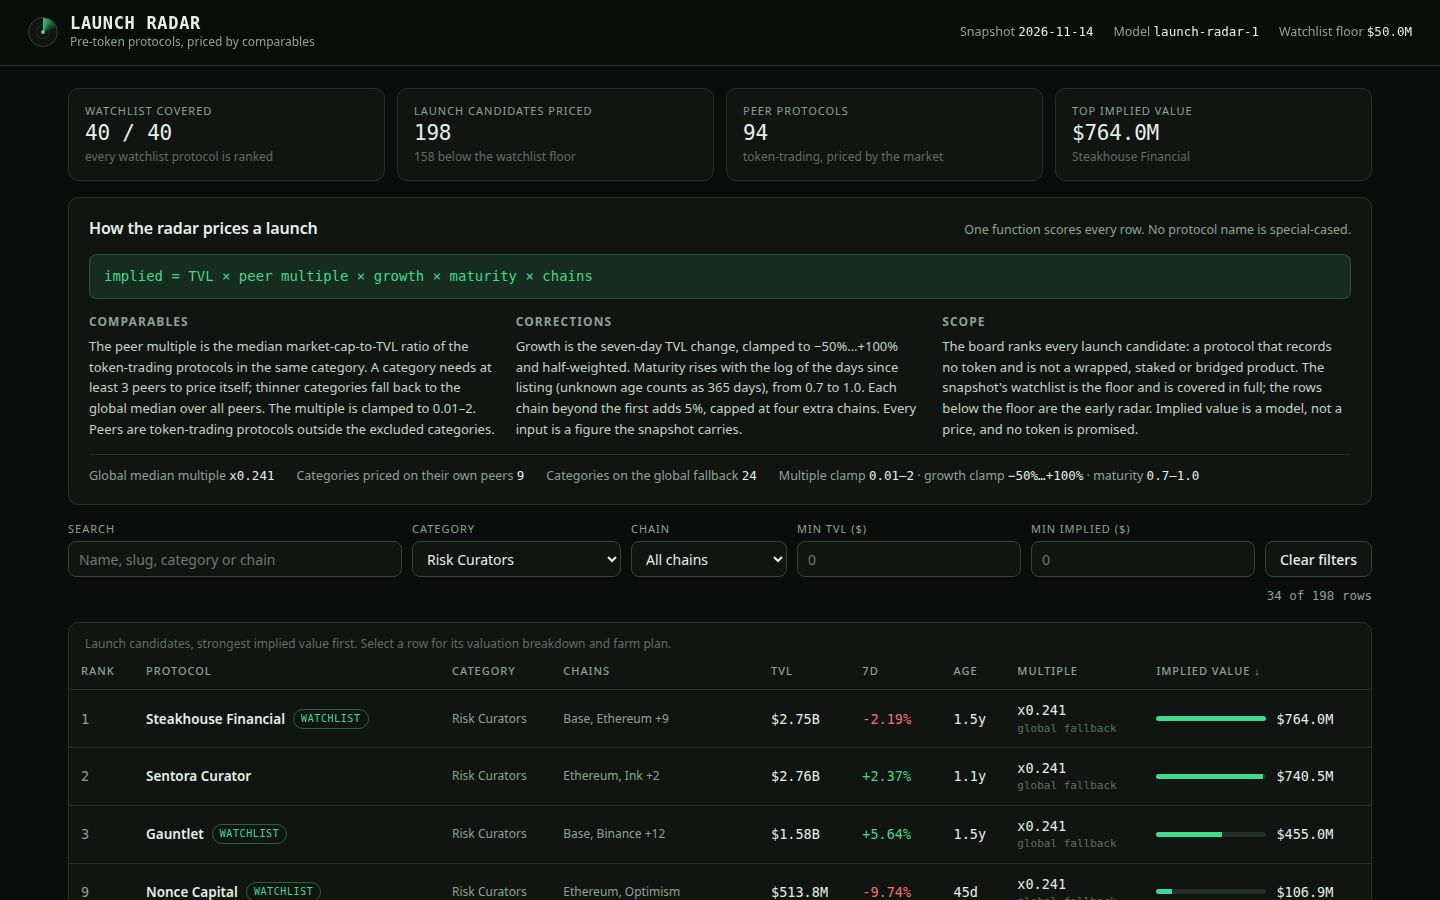 LAUNCH RADAR
Pre-token protocols, priced by comparables
Snapshot 2026-11-14 Model launch-radar-1 Watchlist floor $50.0M
WATCHLIST COVERED
40 / 40
every watchlist protocol is ranked
LAUNCH CANDIDATES PRICED
198
158 below the watchlist floor
PEER PROTOCOLS
94
token-trading, priced by the market
TOP IMPLIED VALUE
$764.0M
Steakhouse Financial
How the radar prices a launch
One function scores every row. No protocol name is special-cased.
implied = TVL × peer multiple × growth × maturity × chains
COMPARABLES
The peer multiple is the median market-cap-to-TVL ratio of the
token-trading protocols in the same category. A category needs at
least 3 peers to price itself; thinner categories fall back to the
global median over all peers. The multiple is clamped to 0.01–2.
Peers are token-trading protocols outside the excluded categories.
CORRECTIONS
Growth is the seven-day TVL change, clamped to −50%…+100%
and half-weighted. Maturity rises with the log of the days since
listing (unknown age counts as 365 days), from 0.7 to 1.0. Each
chain beyond the first adds 5%, capped at four extra chains. Every
input is a figure the snapshot carries.
SCOPE
The board ranks every launch candidate: a protocol that records
no token and is not a wrapped, staked or bridged product. The
snapshot's watchlist is the floor and is covered in full; the rows
below the floor are the early radar. Implied value is a model, not a
price, and no token is promised.
Global median multiple x0.241 Categories priced on their own peers 9 Categories on the global fallback 24 Multiple clamp 0.01–2 · growth clamp −50%…+100% · maturity 0.7–1.0
SEARCH
Name, slug, category or chain
CATEGORY
Risk Curators
CHAIN
All chains
MIN TVL ($)
0
MIN IMPLIED ($)
0
Clear filters
34 of 198 rows
Launch candidates, strongest implied value first. Select a row for its valuation breakdown and farm plan.
RANK PROTOCOL CATEGORY CHAINS TVL 7D AGE MULTIPLE IMPLIED VALUE ↓
1 Steakhouse Financial WATCHLIST Risk Curators Base, Ethereum +9 $2.75B -2.19% 1.5y x0.241 $764.0M
global fallback
2 Sentora Curator Risk Curators Ethereum, Ink +2 $2.76B +2.37% 1.1y x0.241 $740.5M
global fallback
3 Gauntlet WATCHLIST Risk Curators Base, Binance +12 $1.58B +5.64% 1.5y x0.241 $455.0M
global fallback
9 Nonce Capital WATCHLIST Risk Curators Ethereum, Optimism $513.8M -9.74% 45d x0.241 $106.9M